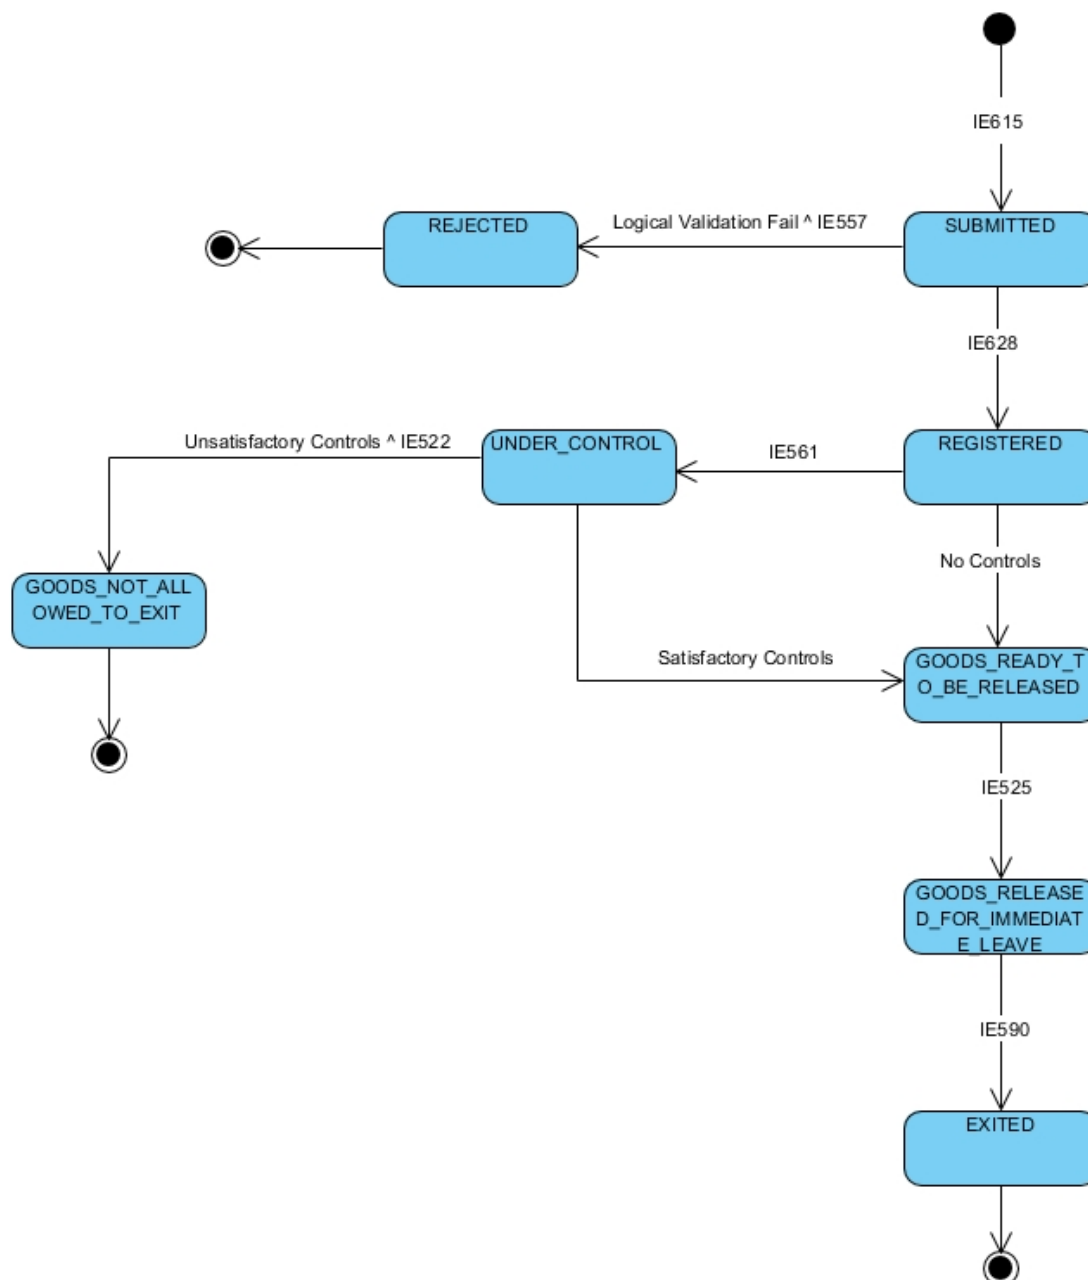 IE615
REJECTED
Logical Validation Fail ^ IE557
SUBMITTED
IE628
Unsatisfactory Controls ^ IE522
UNDER_CONTROL
IE561
REGISTERED
No Controls
GOODS_NOT_ALL
OWED_TO_EXIT
Satisfactory Controls
GOODS_READY_T
O_BE_RELEASED
IE525
GOODS_RELEASE
D_FOR_IMMEDIAT
E_LEAVE
IE590
EXITED